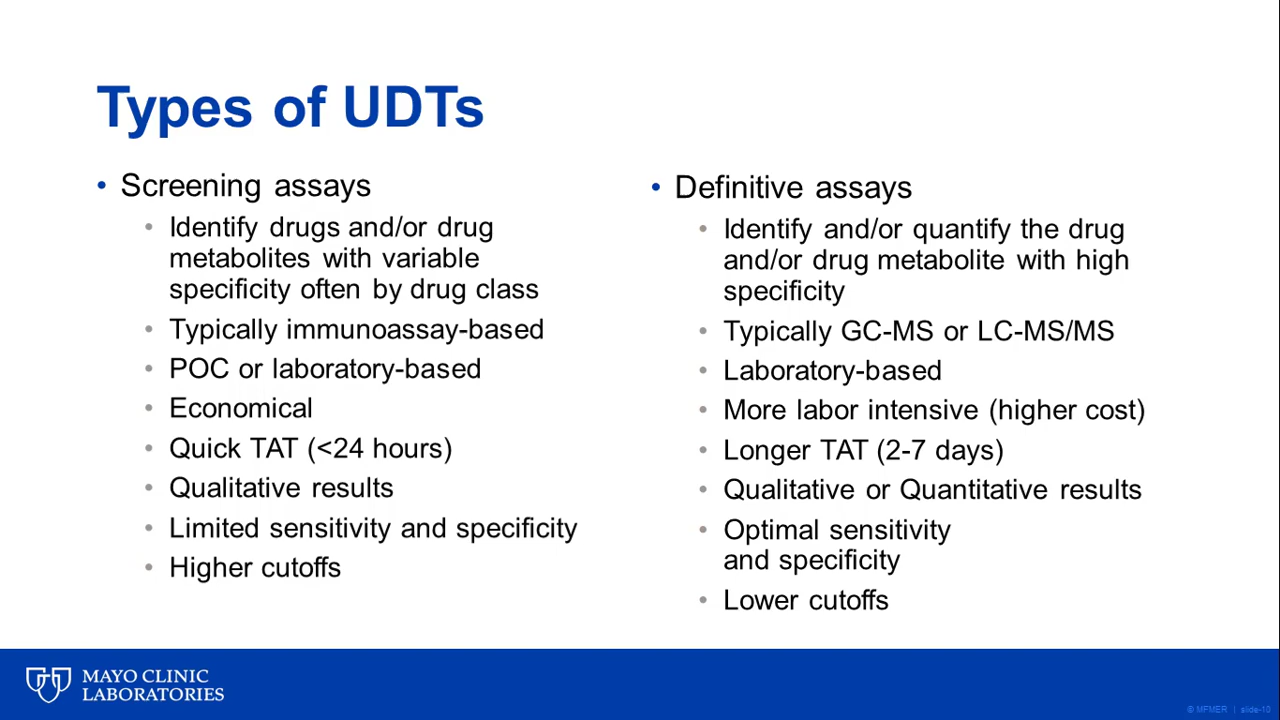 Types of UDTs
• Screening assays
• Identify drugs and/or drug
metabolites with variable
specificity often by drug class
• Typically immunoassay-based
• POC or laboratory-based
• Economical
• Quick TAT (<24 hours)
• Qualitative results
• Limited sensitivity and specificity
• Higher cutoffs
• Definitive assays
• Identify and/or quantify the drug
and/or drug metabolite with high
specificity
• Typically GC-MS or LC-MS/MS
• Laboratory-based
• More labor intensive (higher cost)
• Longer TAT (2-7 days)
• Qualitative or Quantitative results
• Optimal sensitivity
and specificity
• Lower cutoffs
MAYO CLINIC
LABORATORIES
© MFMER | slide-10